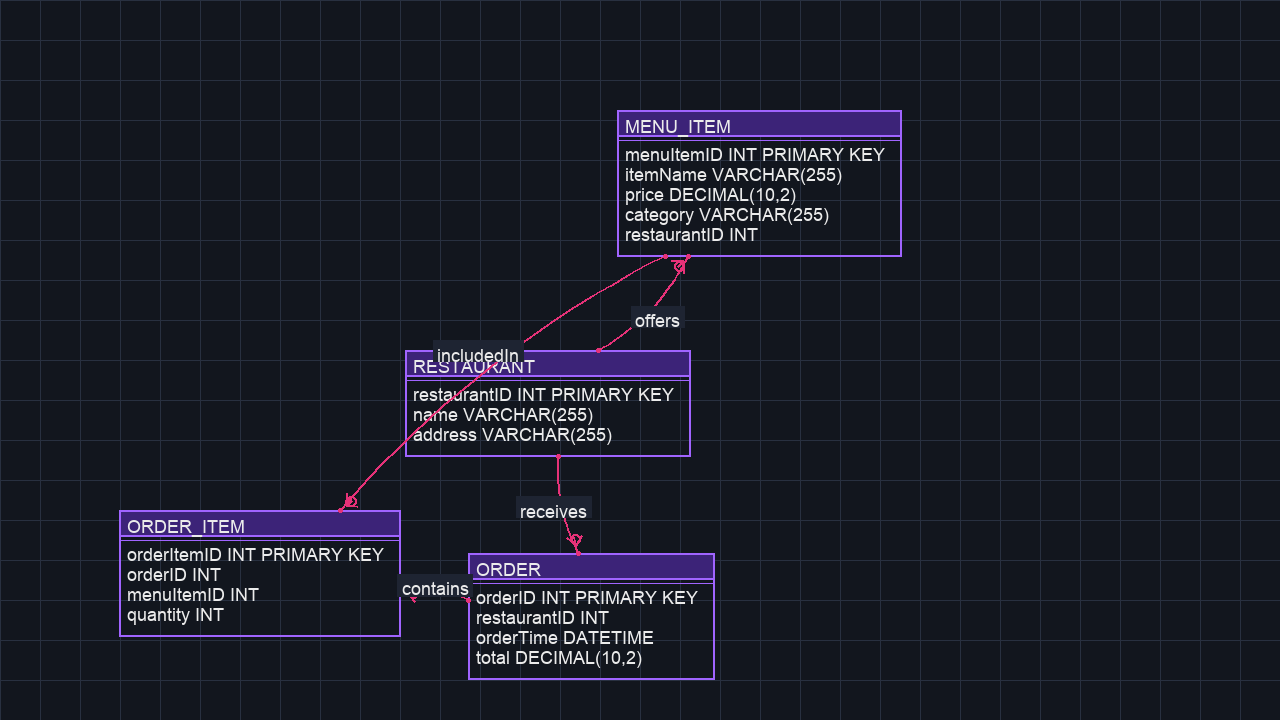 MENU_ITEM
menuItemID INT PRIMARY KEY
itemName VARCHAR(255)
price DECIMAL(10,2)
category VARCHAR(255)
restaurantID INT
offers
includedIn
RESTAURANT
restaurantID INT PRIMARY KEY
name VARCHAR(255)
address VARCHAR(255)
receives
ORDER_ITEM
orderItemID INT PRIMARY KEY
orderID INT
menuItemID INT
quantity INT
contains
ORDER
orderID INT PRIMARY KEY
restaurantID INT
orderTime DATETIME
total DECIMAL(10,2)